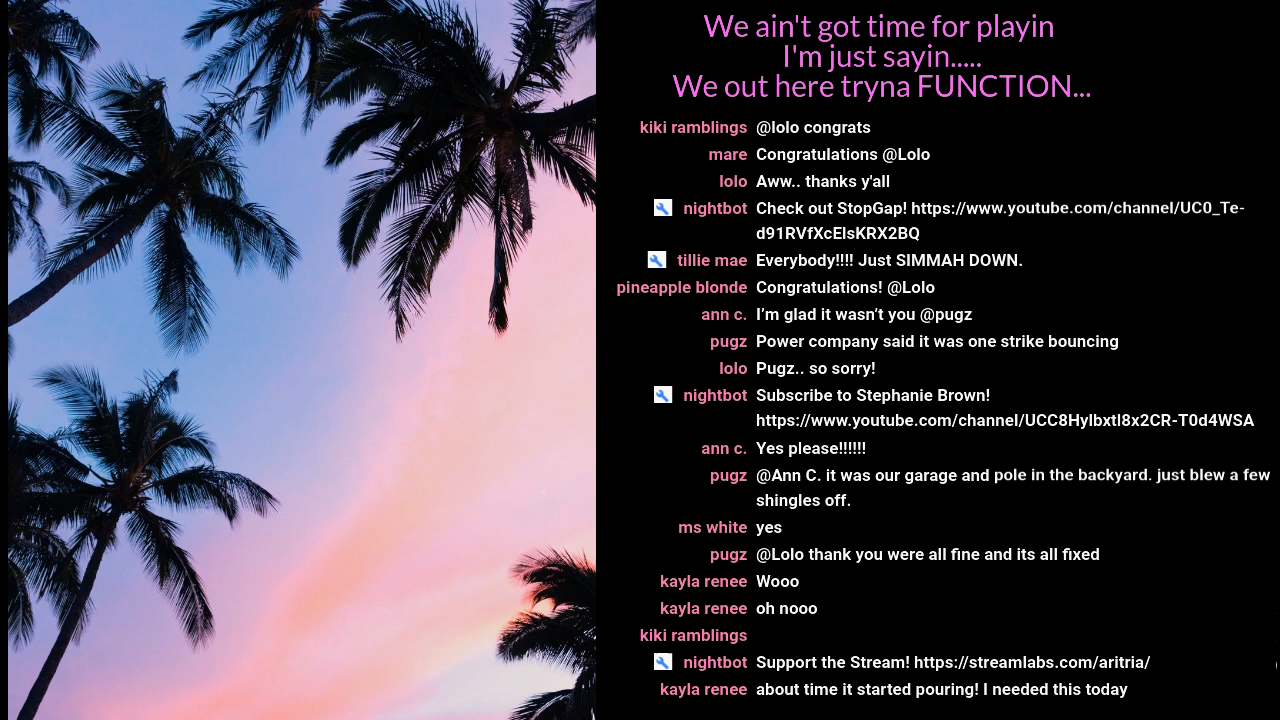 We ain't got time for playin
I'm just sayin.....
We out here tryna FUNCTION...
kiki ramblings @lolo congrats
mare Congratulations @Lolo
lolo Aww.. thanks y'all
nightbot Check out StopGap! https://www.youtube.com/channel/UC0_Te-
d91RVfXcEIsKRX2BQ
tillie mae Everybody!!!! Just SIMMAH DOWN.
pineapple blonde Congratulations! @Lolo
ann c. I’m glad it wasn’t you @pugz
pugz Power company said it was one strike bouncing
lolo Pugz.. so sorry!
nightbot Subscribe to Stephanie Brown!
https://www.youtube.com/channel/UCC8HylbxtI8x2CR-T0d4WSA
ann c. Yes please!!!!!!
pugz @Ann C. it was our garage and pole in the backyard. just blew a few
shingles off.
ms white yes
pugz @Lolo thank you were all fine and its all fixed
kayla renee Wooo
kayla renee oh nooo
kiki ramblings
nightbot Support the Stream! https://streamlabs.com/aritria/
kayla renee about time it started pouring! I needed this today